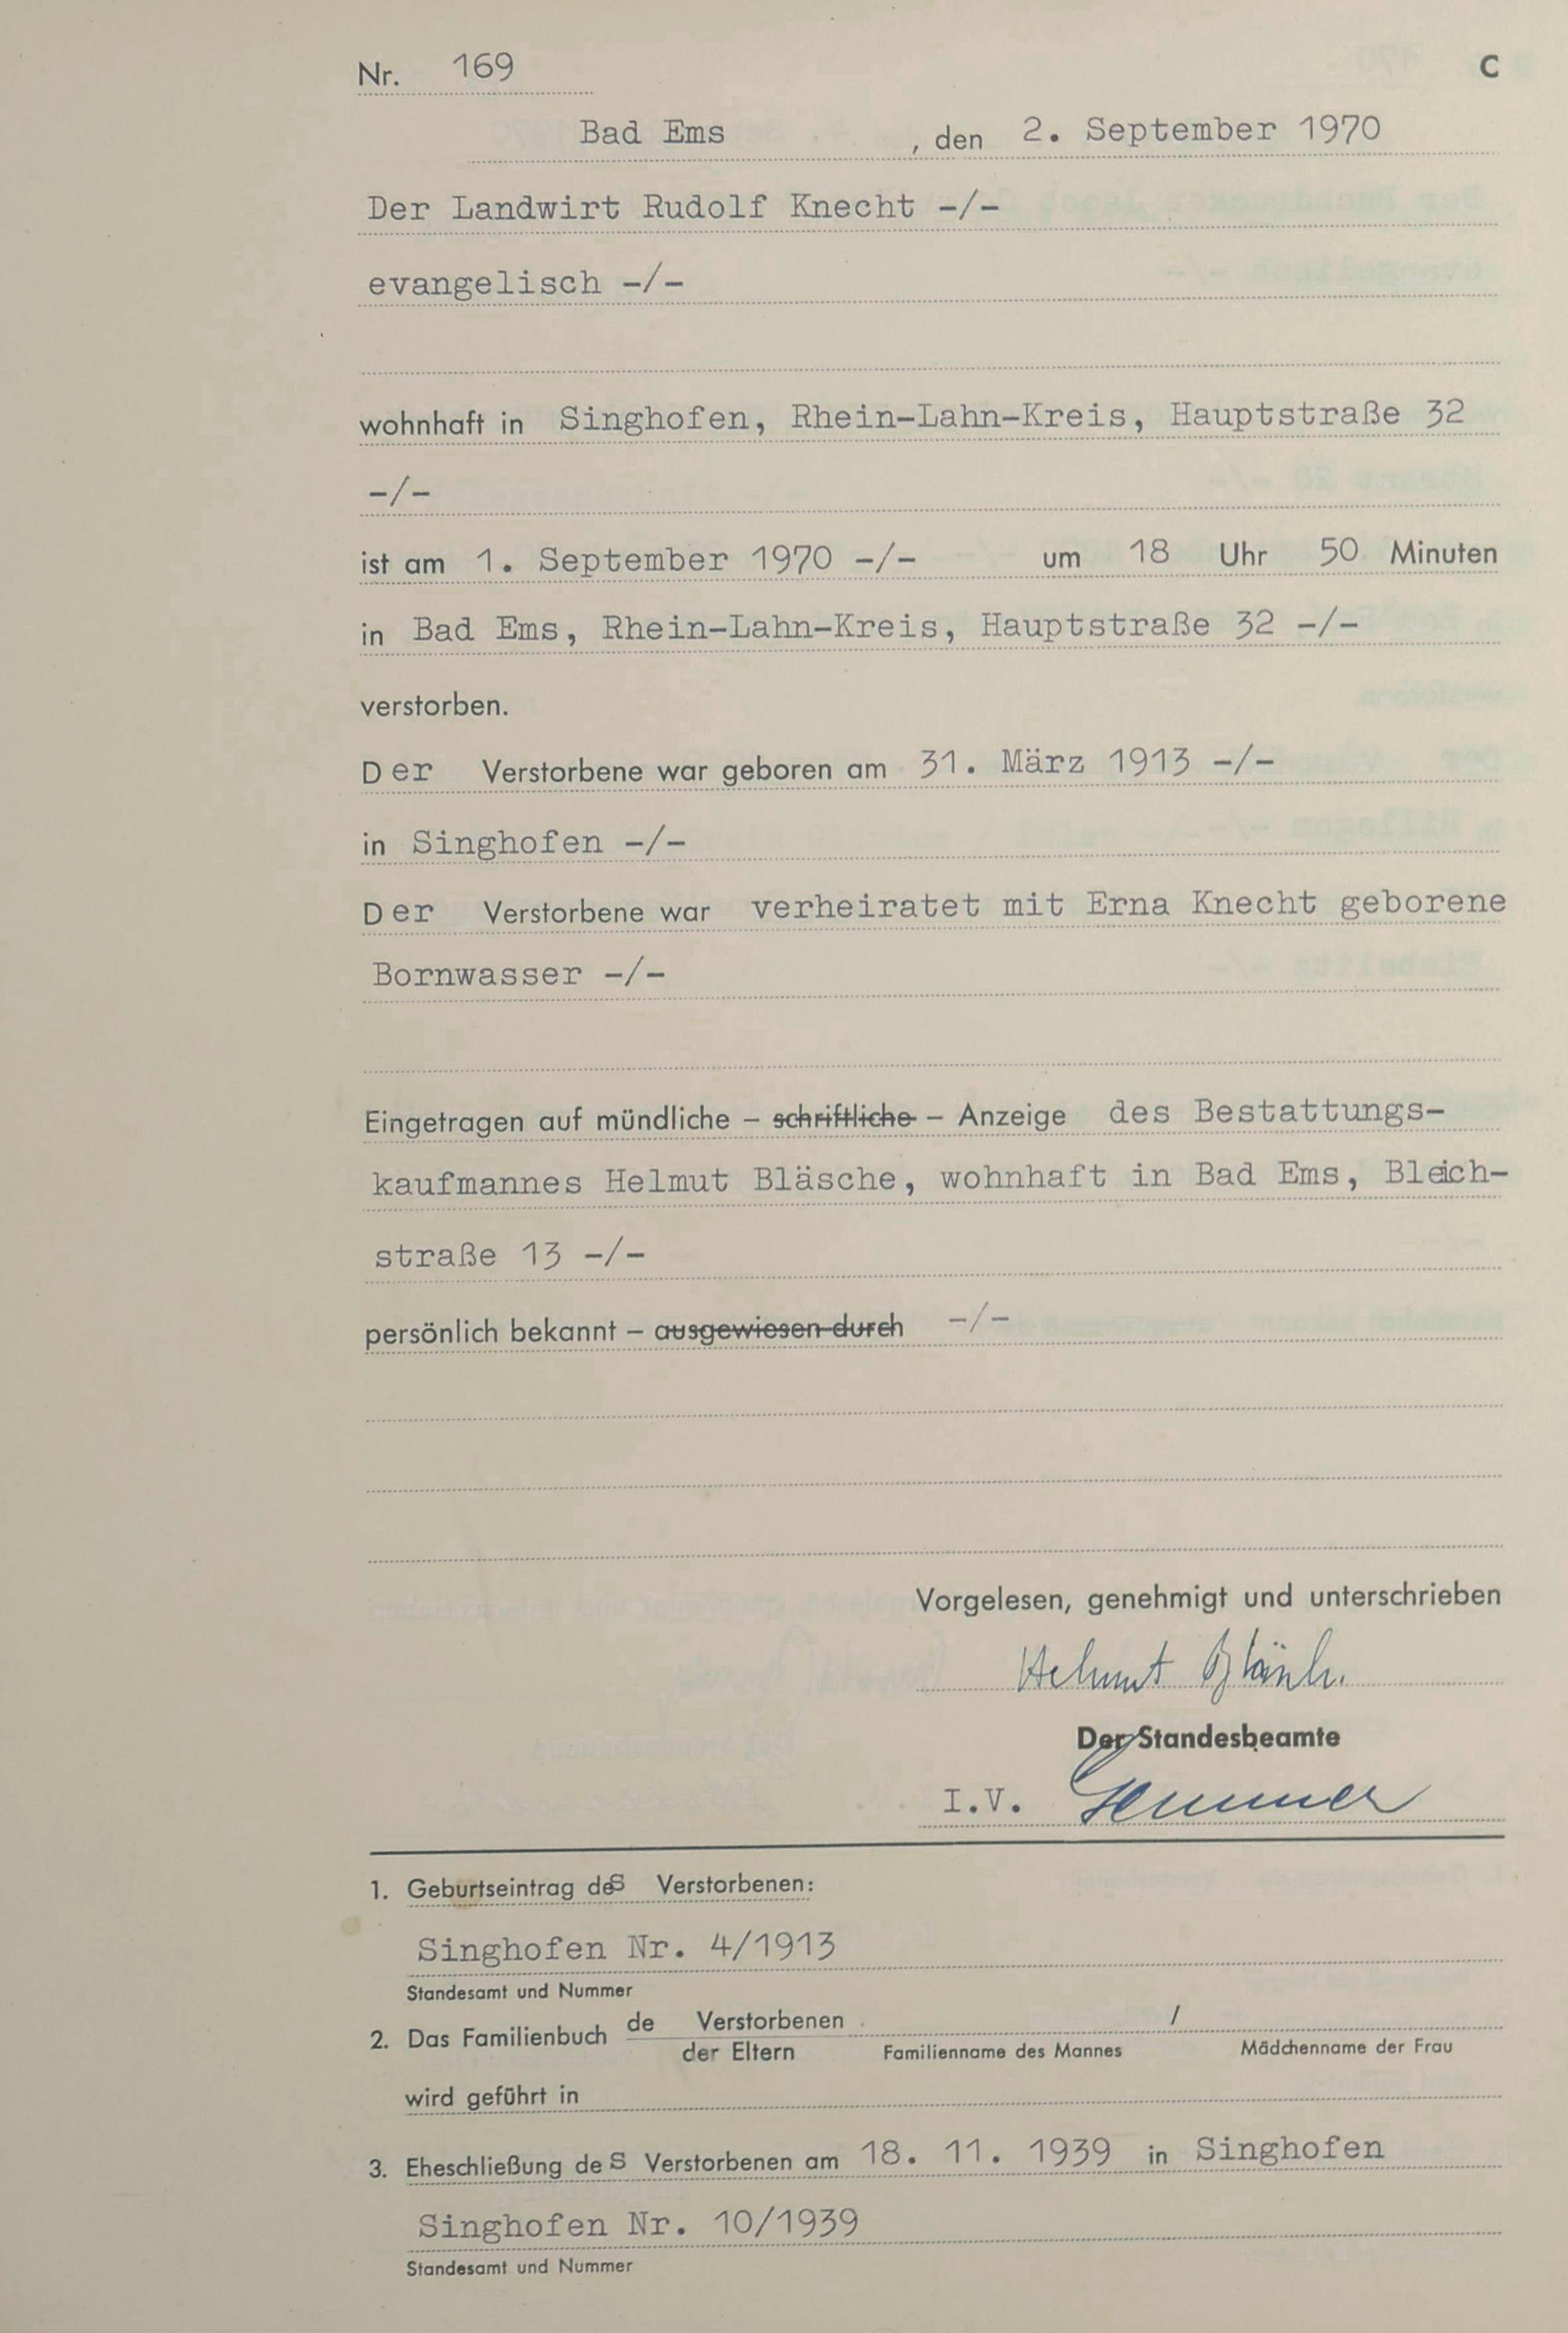 Nr. 169 C
Bad Ems , den 2. September 1970
Der Landwirt Rudolf Knecht -/-
evangelisch -/-
wohnhaft in Singhofen, Rhein-Lahn-Kreis, Hauptstraße 32
-/-
ist am 1. September 1970 -/- um 18 Uhr 50 Minuten
in Bad Ems, Rhein-Lahn-Kreis, Hauptstraße 32 -/-
verstorben.
Der Verstorbene war geboren am 31. März 1913 -/-
in Singhofen -/-
Der Verstorbene war verheiratet mit Erna Knecht geborene
Bornwasser -/-
Eingetragen auf mündliche – schriftliche – Anzeige des Bestattungs-
kaufmannes Helmut Bläsche, wohnhaft in Bad Ems, Bleich-
straße 13 -/-
persönlich bekannt – ausgewiesen durch -/-
Vorgelesen, genehmigt und unterschrieben
Helmut Bläsche
Der Standesbeamte
I.V.
1. Geburtseintrag des Verstorbenen:
Singhofen Nr. 4/1913
Standesamt und Nummer
2. Das Familienbuch de Verstorbenen /
der Eltern Familienname des Mannes Mädchenname der Frau
wird geführt in
3. Eheschließung des Verstorbenen am 18. 11. 1939 in Singhofen
Singhofen Nr. 10/1939
Standesamt und Nummer